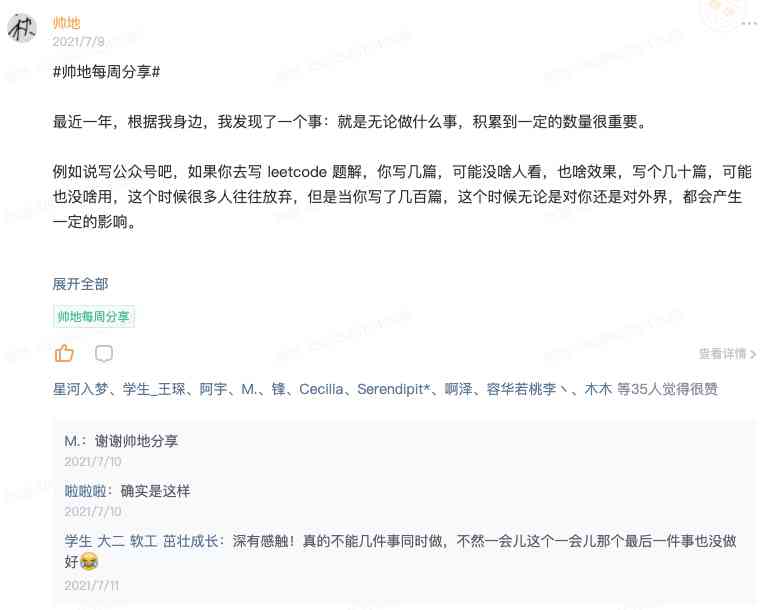 帅地
2021/7/9
#帅地每周分享#
最近一年，根据我身边，我发现了一个事：就是无论做什么事，积累到一定的数量很重要。
例如说写公众号吧，如果你去写 leetcode 题解，你写几篇，可能没啥人看，也啥效果，写个几十篇，可能
也没啥用，这个时候很多人往往放弃，但是当你写了几百篇，这个时候无论是对你还是对外界，都会产生
一定的影响。
展开全部
帅地每周分享
查看详情
星河入梦、学生_王琛、阿宇、M.、锋、Cecilla、Serendipit*、啊泽、容华若桃李丶、木木 等35人觉得很赞
M.：谢谢帅地分享
2021/7/10
啦啦啦：确实是这样
2021/7/10
学生 大二 软工 茁壮成长：深有感触！真的不能几件事同时做，不然一会儿这个一会儿那个最后一件事也没做
好😂
2021/7/11